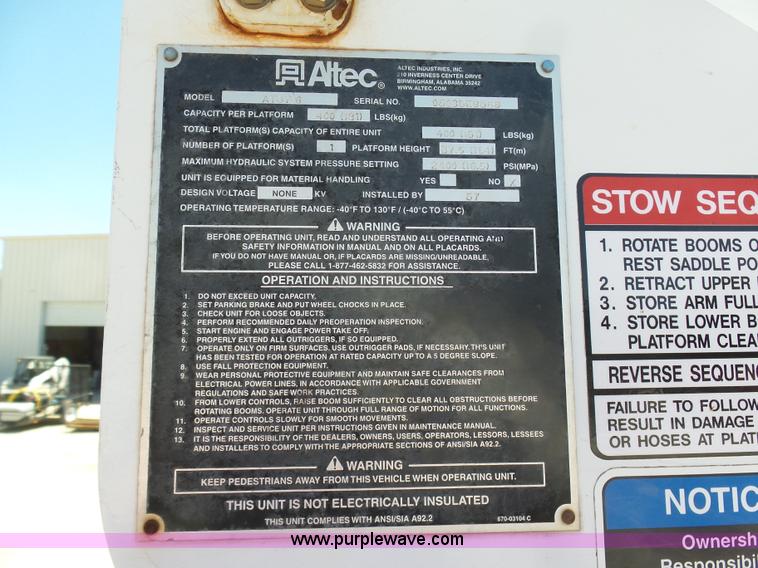 Altec®
ALTEC INDUSTRIES, INC.
210 INVERNESS CENTER DRIVE
BIRMINGHAM, ALABAMA 35242
WWW.ALTEC.COM
MODEL SERIAL NO.
CAPACITY PER PLATFORM 400 (181) LBS(kg)
TOTAL PLATFORM(S) CAPACITY OF ENTIRE UNIT 400 (181) LBS(kg)
NUMBER OF PLATFORM(S) 1 PLATFORM HEIGHT FT(m)
MAXIMUM HYDRAULIC SYSTEM PRESSURE SETTING 2400 (16.5) PSI(MPa)
UNIT IS EQUIPPED FOR MATERIAL HANDLING YES NO /
DESIGN VOLTAGE NONE KV INSTALLED BY 57
OPERATING TEMPERATURE RANGE: -40°F TO 130°F / (-40°C TO 55°C)
WARNING
BEFORE OPERATING UNIT, READ AND UNDERSTAND ALL OPERATING AND
SAFETY INFORMATION IN MANUAL AND ON ALL PLACARDS.
IF YOU DO NOT HAVE MANUAL OR, IF PLACARDS ARE MISSING/UNREADABLE,
PLEASE CALL 1-877-462-5832 FOR ASSISTANCE.
OPERATION AND INSTRUCTIONS
1. DO NOT EXCEED UNIT CAPACITY.
2. SET PARKING BRAKE AND PUT WHEEL CHOCKS IN PLACE.
3. CHECK UNIT FOR LOOSE OBJECTS.
4. PERFORM RECOMMENDED DAILY PREOPERATION INSPECTION.
5. START ENGINE AND ENGAGE POWER TAKE OFF.
6. PROPERLY EXTEND ALL OUTRIGGERS, IF SO EQUIPPED.
7. OPERATE ONLY ON FIRM SURFACES. USE OUTRIGGER PADS, IF NECESSARY. THIS UNIT
HAS BEEN TESTED FOR OPERATION AT RATED CAPACITY UP TO A 5 DEGREE SLOPE.
8. USE FALL PROTECTION EQUIPMENT.
9. WEAR PERSONAL PROTECTIVE EQUIPMENT AND MAINTAIN SAFE CLEARANCES FROM
ELECTRICAL POWER LINES, IN ACCORDANCE WITH APPLICABLE GOVERNMENT
REGULATIONS AND SAFE WORK PRACTICES.
10. FROM LOWER CONTROLS, RAISE BOOM SUFFICIENTLY TO CLEAR ALL OBSTRUCTIONS BEFORE
ROTATING BOOMS. OPERATE UNIT THROUGH FULL RANGE OF MOTION FOR ALL FUNCTIONS.
11. OPERATE CONTROLS SLOWLY FOR SMOOTH MOVEMENTS.
12. INSPECT AND SERVICE UNIT PER INSTRUCTIONS GIVEN IN MAINTENANCE MANUAL.
13. IT IS THE RESPONSIBILITY OF THE DEALERS, OWNERS, USERS, OPERATORS, LESSORS, LESSEES
AND INSTALLERS TO COMPLY WITH THE APPROPRIATE SECTIONS OF ANSI/SIA A92.2.
WARNING
KEEP PEDESTRIANS AWAY FROM THIS VEHICLE WHEN OPERATING UNIT.
THIS UNIT IS NOT ELECTRICALLY INSULATED
THIS UNIT COMPLIES WITH ANSI/SIA A92.2 670-03104 C
STOW SEQ
1. ROTATE BOOMS O
REST SADDLE PO
2. RETRACT UPPER
3. STORE ARM FULL
4. STORE LOWER B
PLATFORM CLEA
REVERSE SEQUENC
FAILURE TO FOLLOW
RESULT IN DAMAGE
OR HOSES AT PLAT
NOTIC
Ownersh
Responsibil
www.purplewave.com